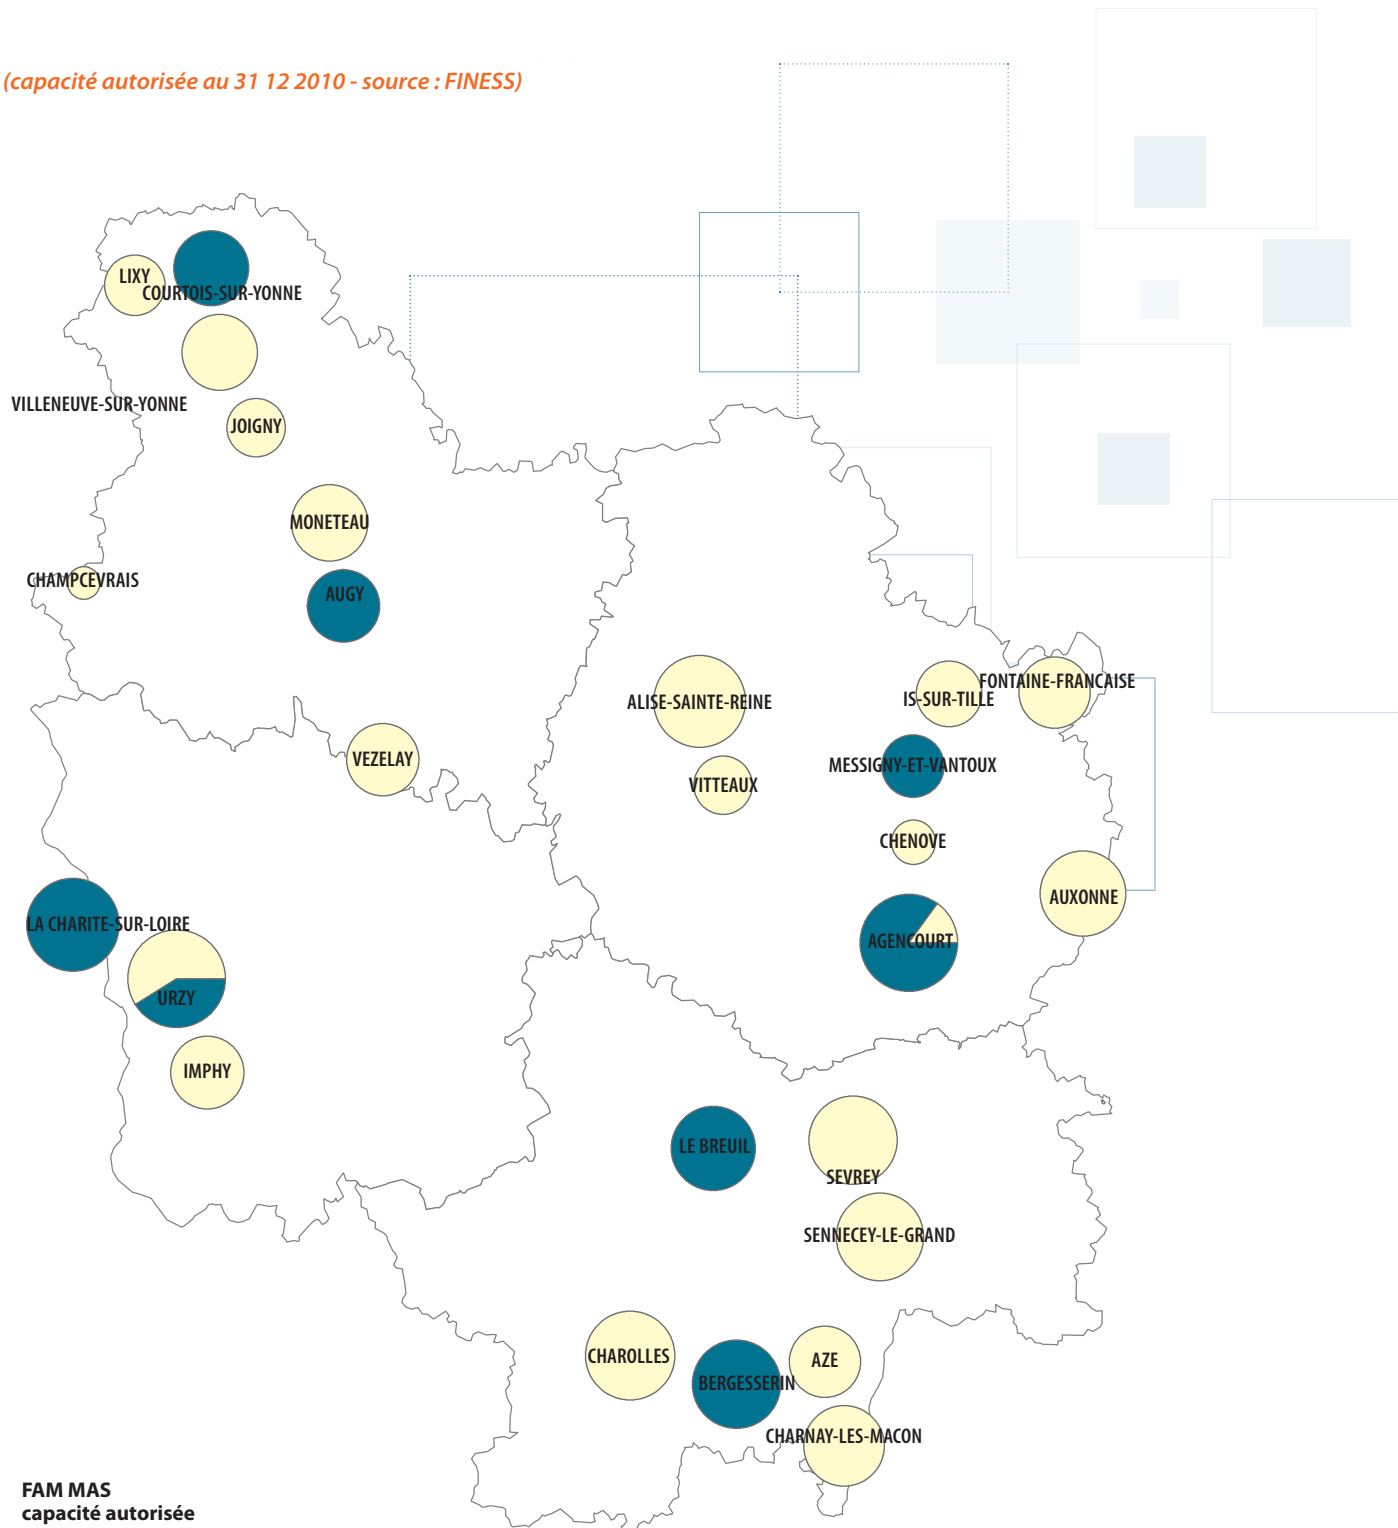 (capacité autorisée au 31 12 2010 - source : FINESS)
LIXY
COURTOIS-SUR-YONNE
VILLENEUVE-SUR-YONNE
JOIGNY
MONETEAU
CHAMPCEVRAIS
AUGY
FONTAINE-FRANCAISE
IS-SUR-TILLE
ALISE-SAINTE-REINE
VEZELAY
MESSIGNY-ET-VANTOUX
VITTEAUX
CHENOVE
AUXONNE
LA CHARITE-SUR-LOIRE
AGENCOURT
URZY
IMPHY
LE BREUIL
SEVREY
SENNECEY-LE-GRAND
CHAROLLES
AZE
BERGESSERIN
CHARNAY-LES-MACON
FAM MAS
capacité autorisée